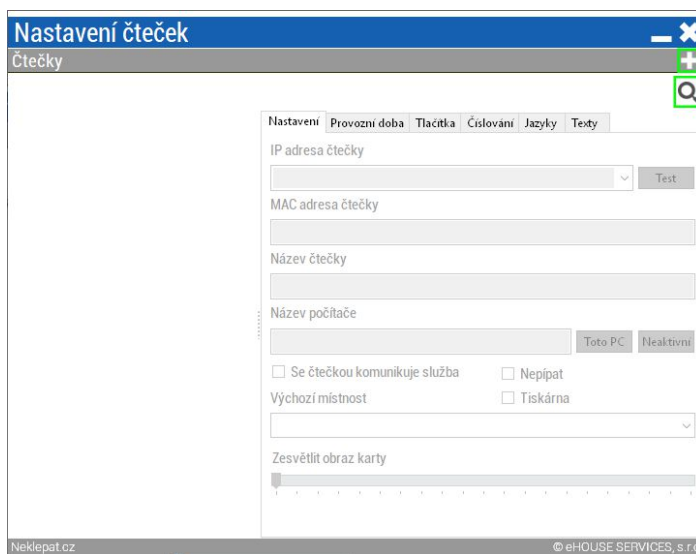 Nastavení čteček
Čtečky
Nastavení Provozní doba Tlačítka Číslování Jazyky Texty
IP adresa čtečky
Test
MAC adresa čtečky
Název čtečky
Název počítače
Toto PC Neaktivní
Se čtečkou komunikuje služba Nepípat
Výchozí místnost Tiskárna
Zesvětlit obraz karty
Neklepat.cz © eHOUSE SERVICES, s.r.